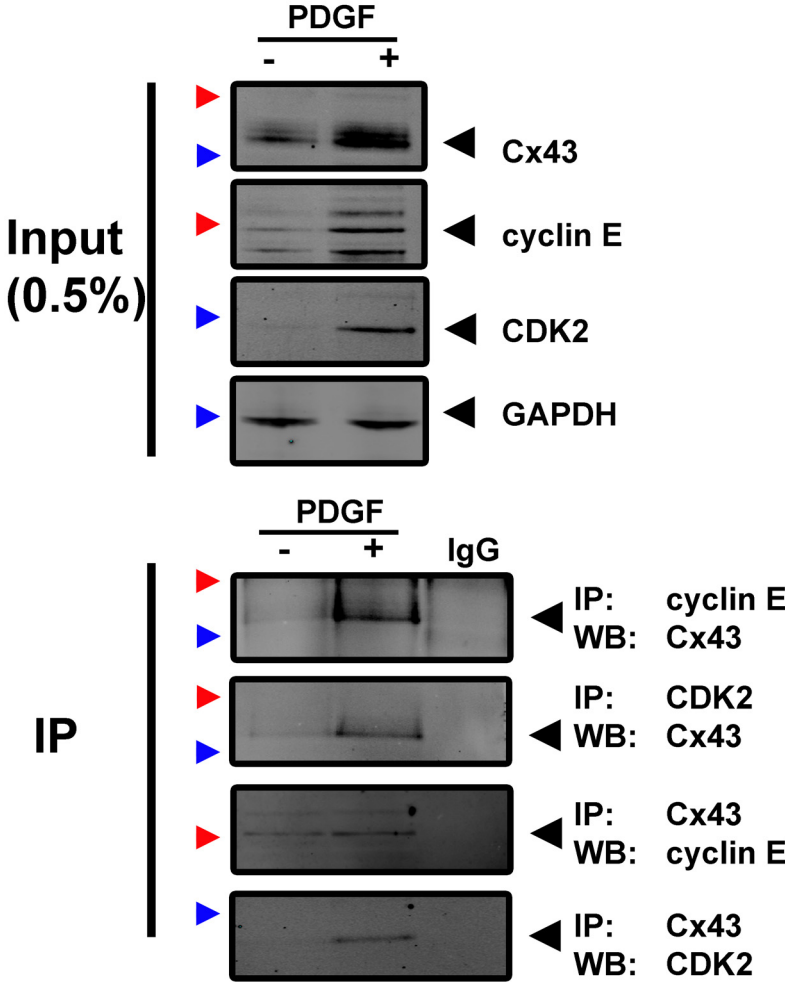 PDGF
- +
Cx43
cyclin E
Input
(0.5%)
CDK2
GAPDH
PDGF
- + IgG
IP: cyclin E
WB: Cx43
IP: CDK2
WB: Cx43
IP
IP: Cx43
WB: cyclin E
IP: Cx43
WB: CDK2